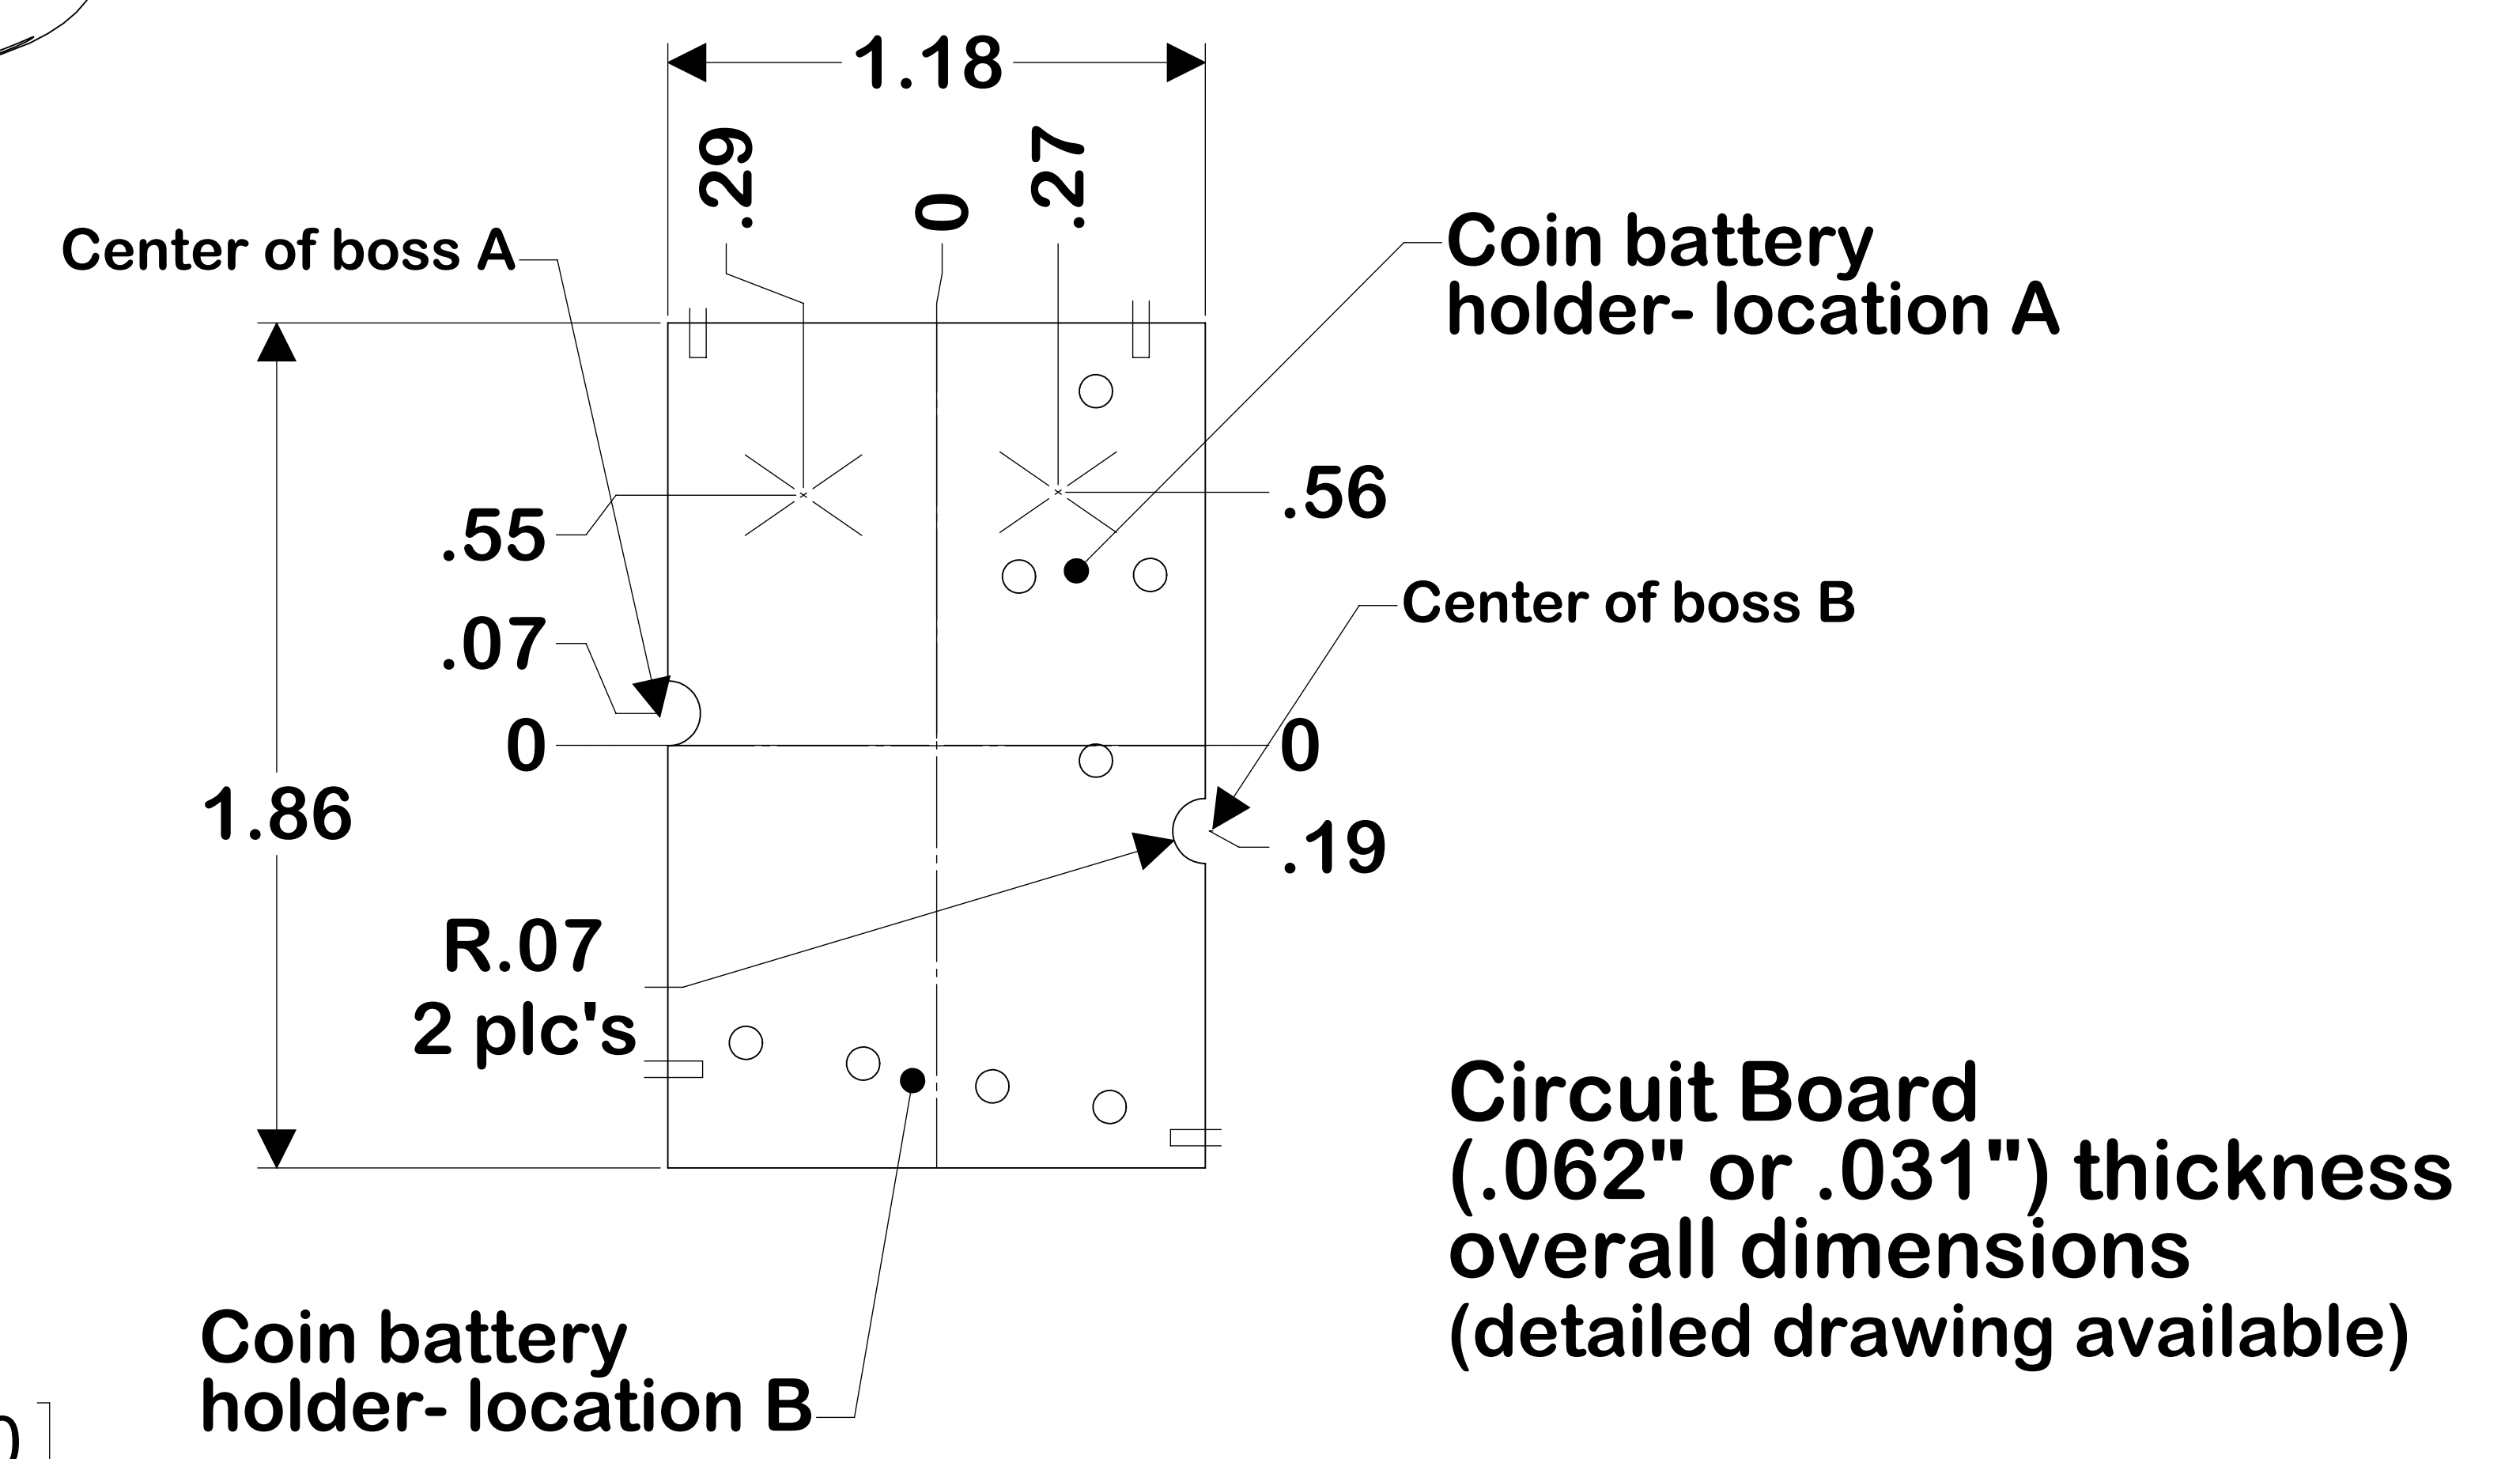 1.18
.29
0
.27
Center of boss A
Coin battery
holder- location A
.55
.56
Center of boss B
.07
0
0
1.86
.19
R.07
2 plc's
Circuit Board
(.062" or .031") thickness
overall dimensions
(detailed drawing available)
Coin battery
holder- location B